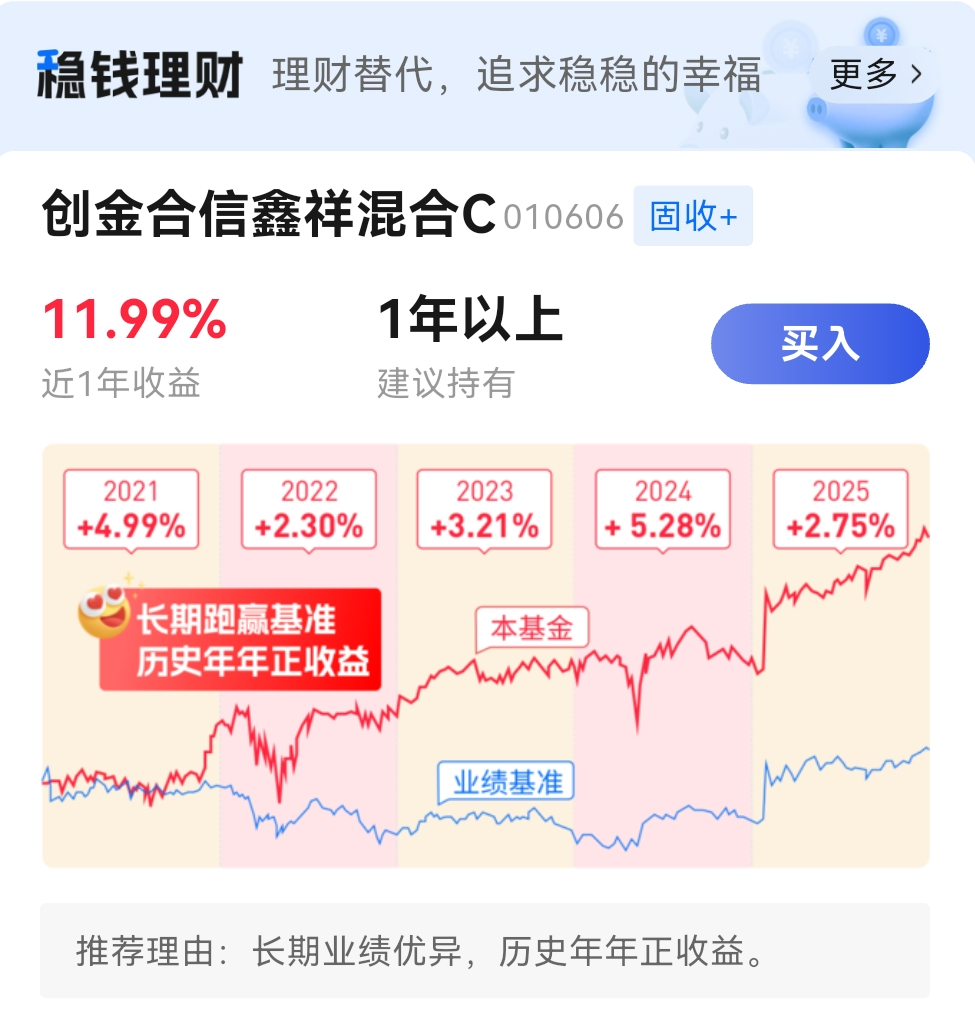 稳钱理财 理财替代，追求稳稳的幸福 更多 >
创金合信鑫祥混合C 010606 固收+
11.99% 1年以上 买入
近1年收益 建议持有
2021 2022 2023 2024 2025
+4.99% +2.30% +3.21% + 5.28% +2.75%
长期跑赢基准
历史年年正收益
本基金
业绩基准
推荐理由：长期业绩优异，历史年年正收益。